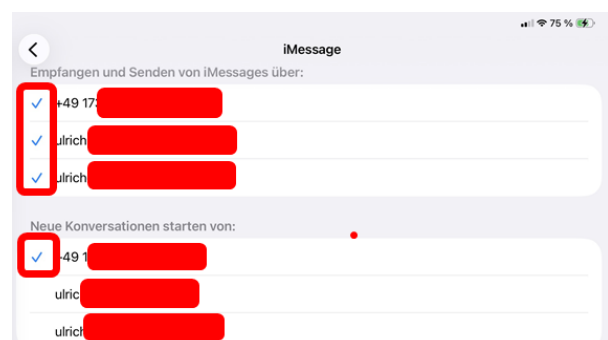 75 %
iMessage
Empfangen und Senden von iMessages über:
+49 17
ulrich
ulrich
Neue Konversationen starten von:
+49 1
ulric
ulrich